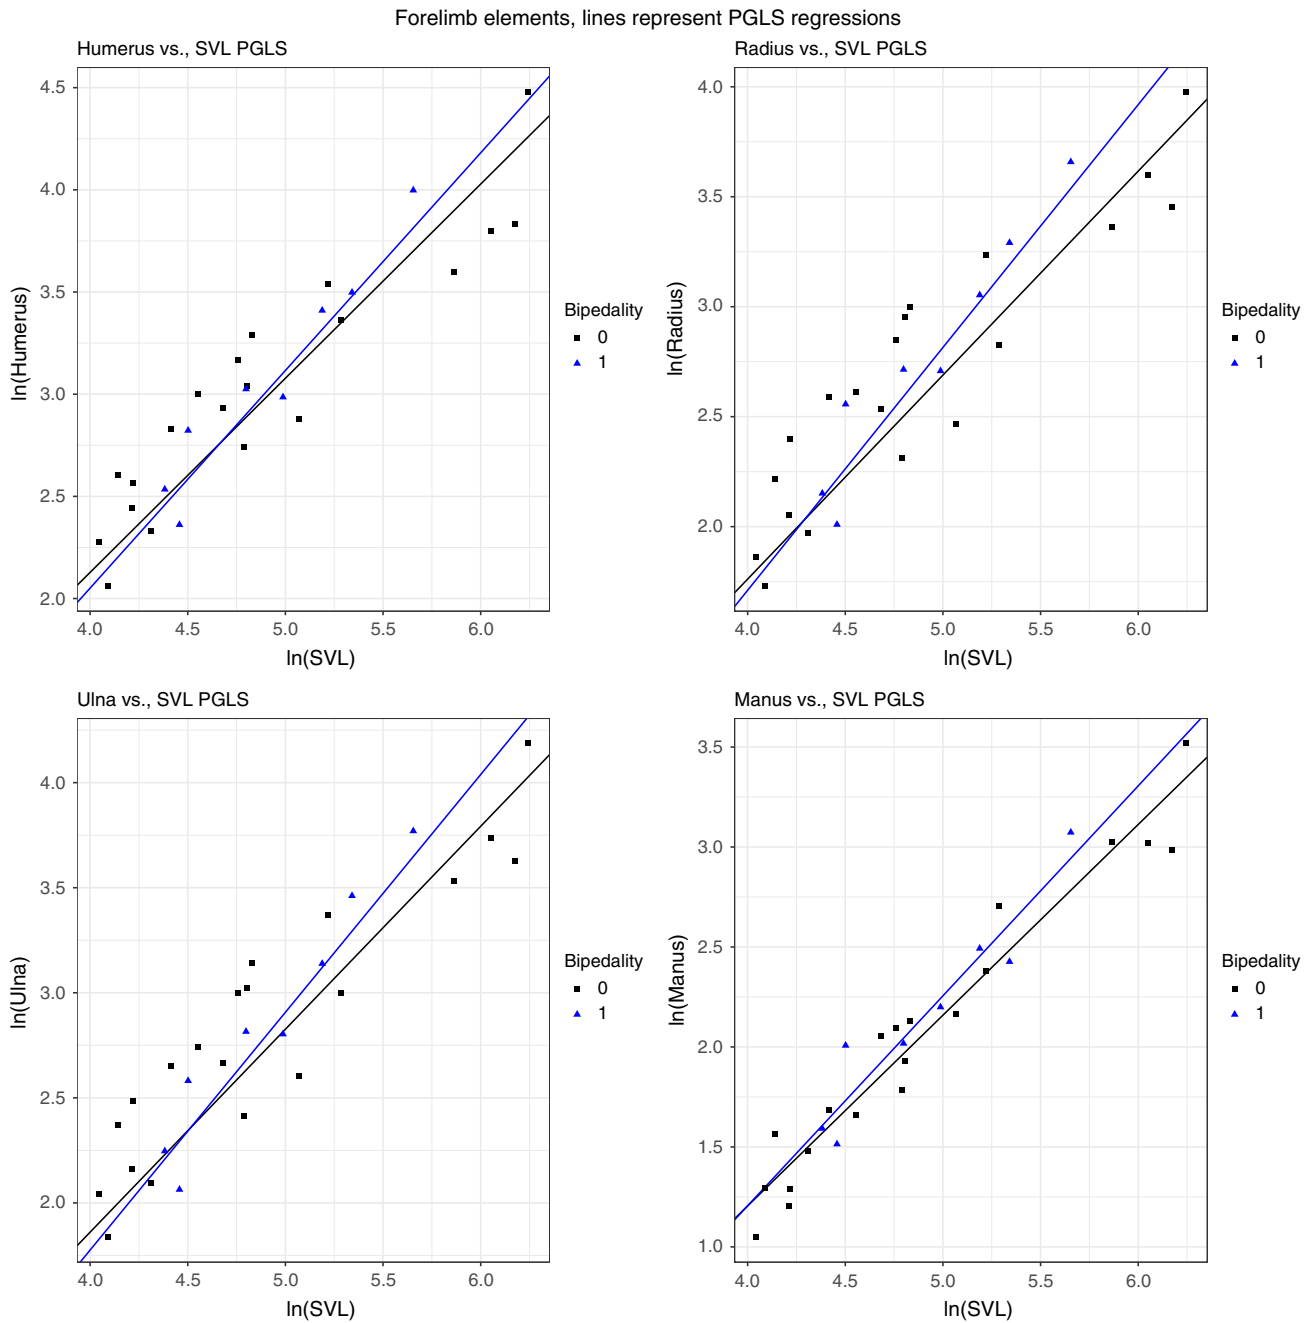 Forelimb elements, lines represent PGLS regressions
Humerus vs., SVL PGLS
4.5
4.0
3.5
3.0
2.5
2.0
ln(Humerus)
4.0 4.5 5.0 5.5 6.0
ln(SVL)
Bipedality
0
1
Radius vs., SVL PGLS
4.0
3.5
3.0
2.5
2.0
ln(Radius)
4.0 4.5 5.0 5.5 6.0
ln(SVL)
Bipedality
0
1
Ulna vs., SVL PGLS
4.0
3.5
3.0
2.5
2.0
ln(Ulna)
4.0 4.5 5.0 5.5 6.0
ln(SVL)
Bipedality
0
1
Manus vs., SVL PGLS
3.5
3.0
2.5
2.0
1.5
1.0
ln(Manus)
4.0 4.5 5.0 5.5 6.0
ln(SVL)
Bipedality
0
1